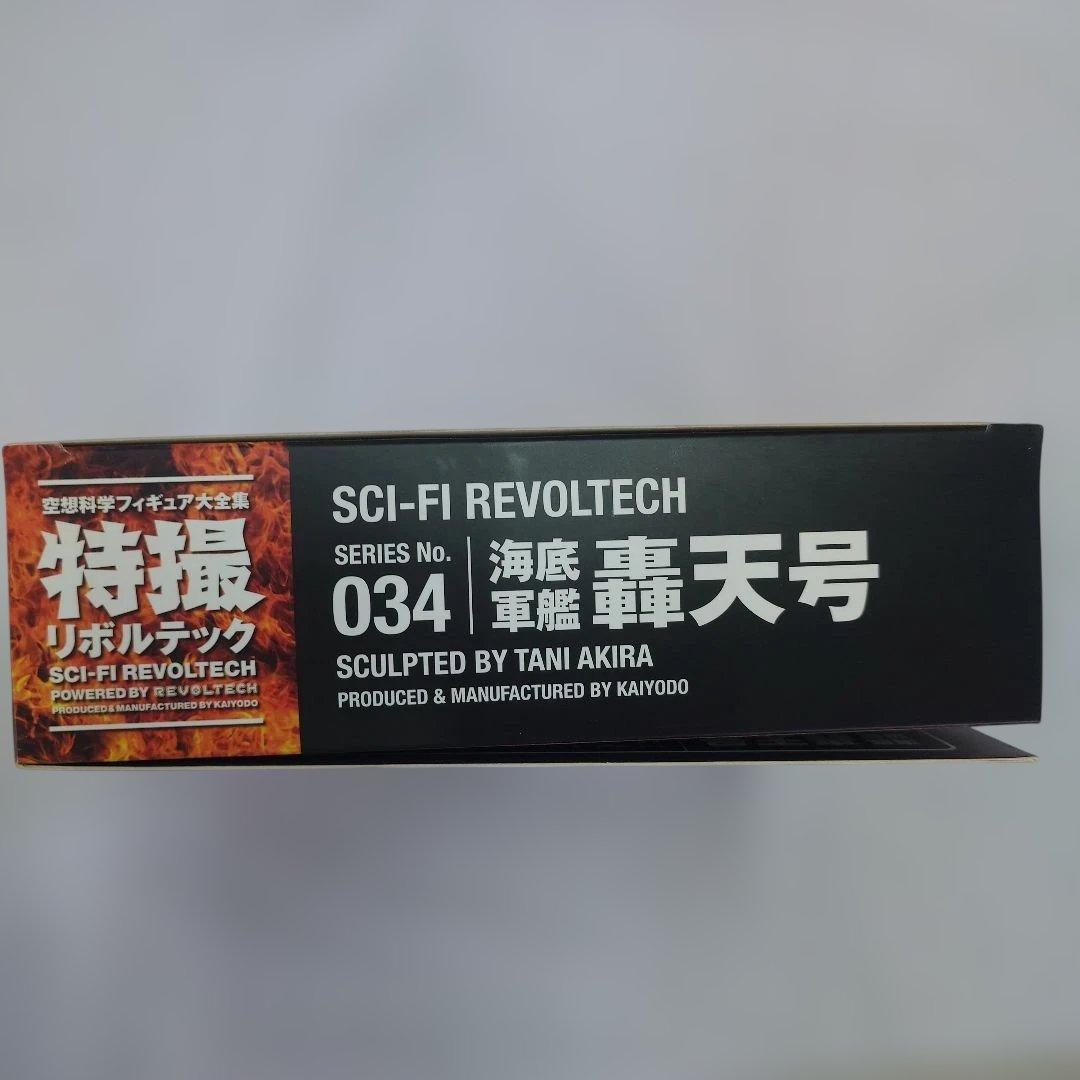 空想科学フィギュア大全集
特撮
リボルテック
SCI-FI REVOLTECH
POWERED BY REVOLTECH
PRODUCED & MANUFACTURED BY KAIYODO
SCI-FI REVOLTECH
SERIES No.
034
海底
軍艦
轟天号
SCULPTED BY TANI AKIRA
PRODUCED & MANUFACTURED BY KAIYODO